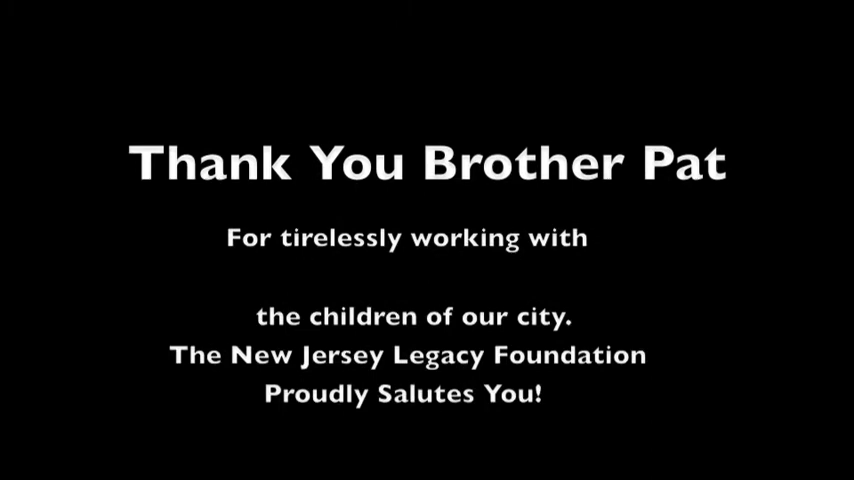 Thank You Brother Pat
For tirelessly working with
the children of our city.
The New Jersey Legacy Foundation
Proudly Salutes You!